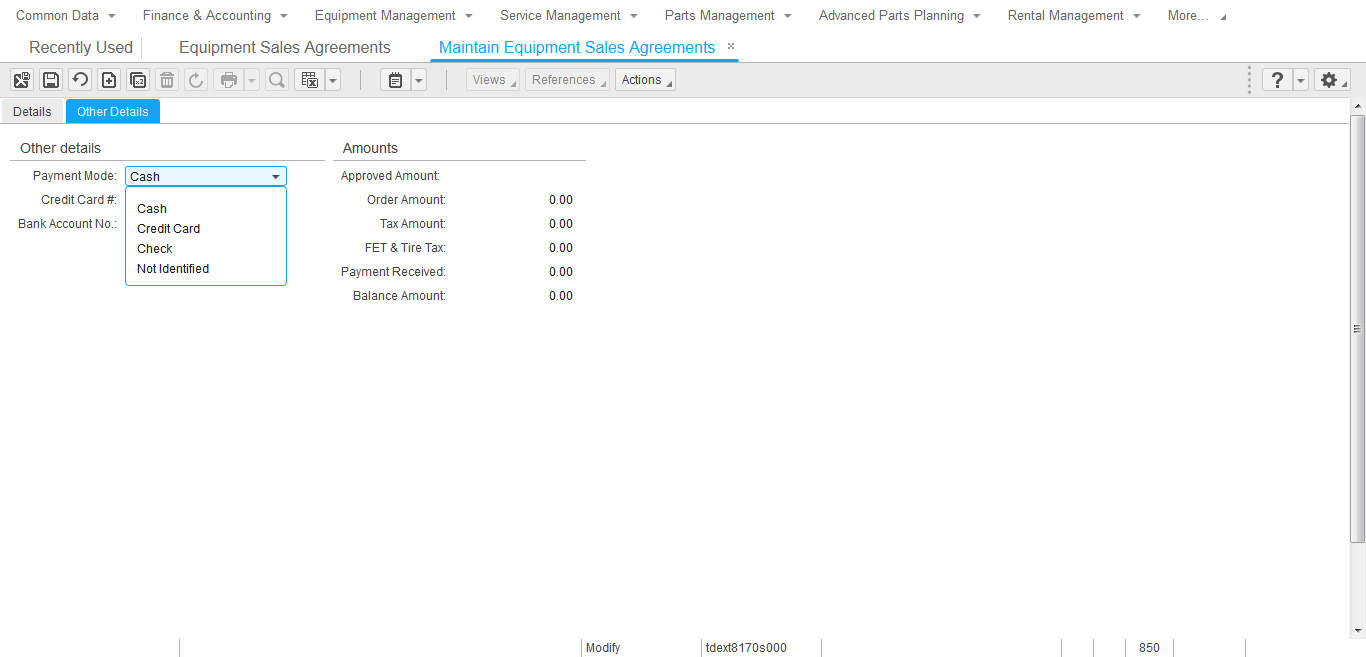 Common Data Finance & Accounting Equipment Management Service Management Parts Management Advanced Parts Planning Rental Management More...
Recently Used Equipment Sales Agreements Maintain Equipment Sales Agreements ×
Views References Actions ?
Details Other Details
Other details Amounts
Payment Mode: Cash Approved Amount:
Credit Card #: Order Amount: 0.00
Cash
Bank Account No.: Tax Amount: 0.00
Credit Card
Check FET & Tire Tax: 0.00
Not Identified Payment Received: 0.00
Balance Amount: 0.00
Modify tdext8170s000 850